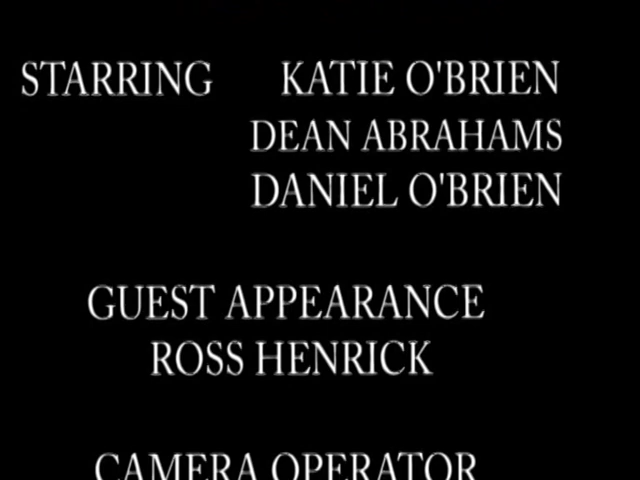 STARRING KATIE O'BRIEN
DEAN ABRAHAMS
DANIEL O'BRIEN
GUEST APPEARANCE
ROSS HENRICK
CAMERA OPERATOR